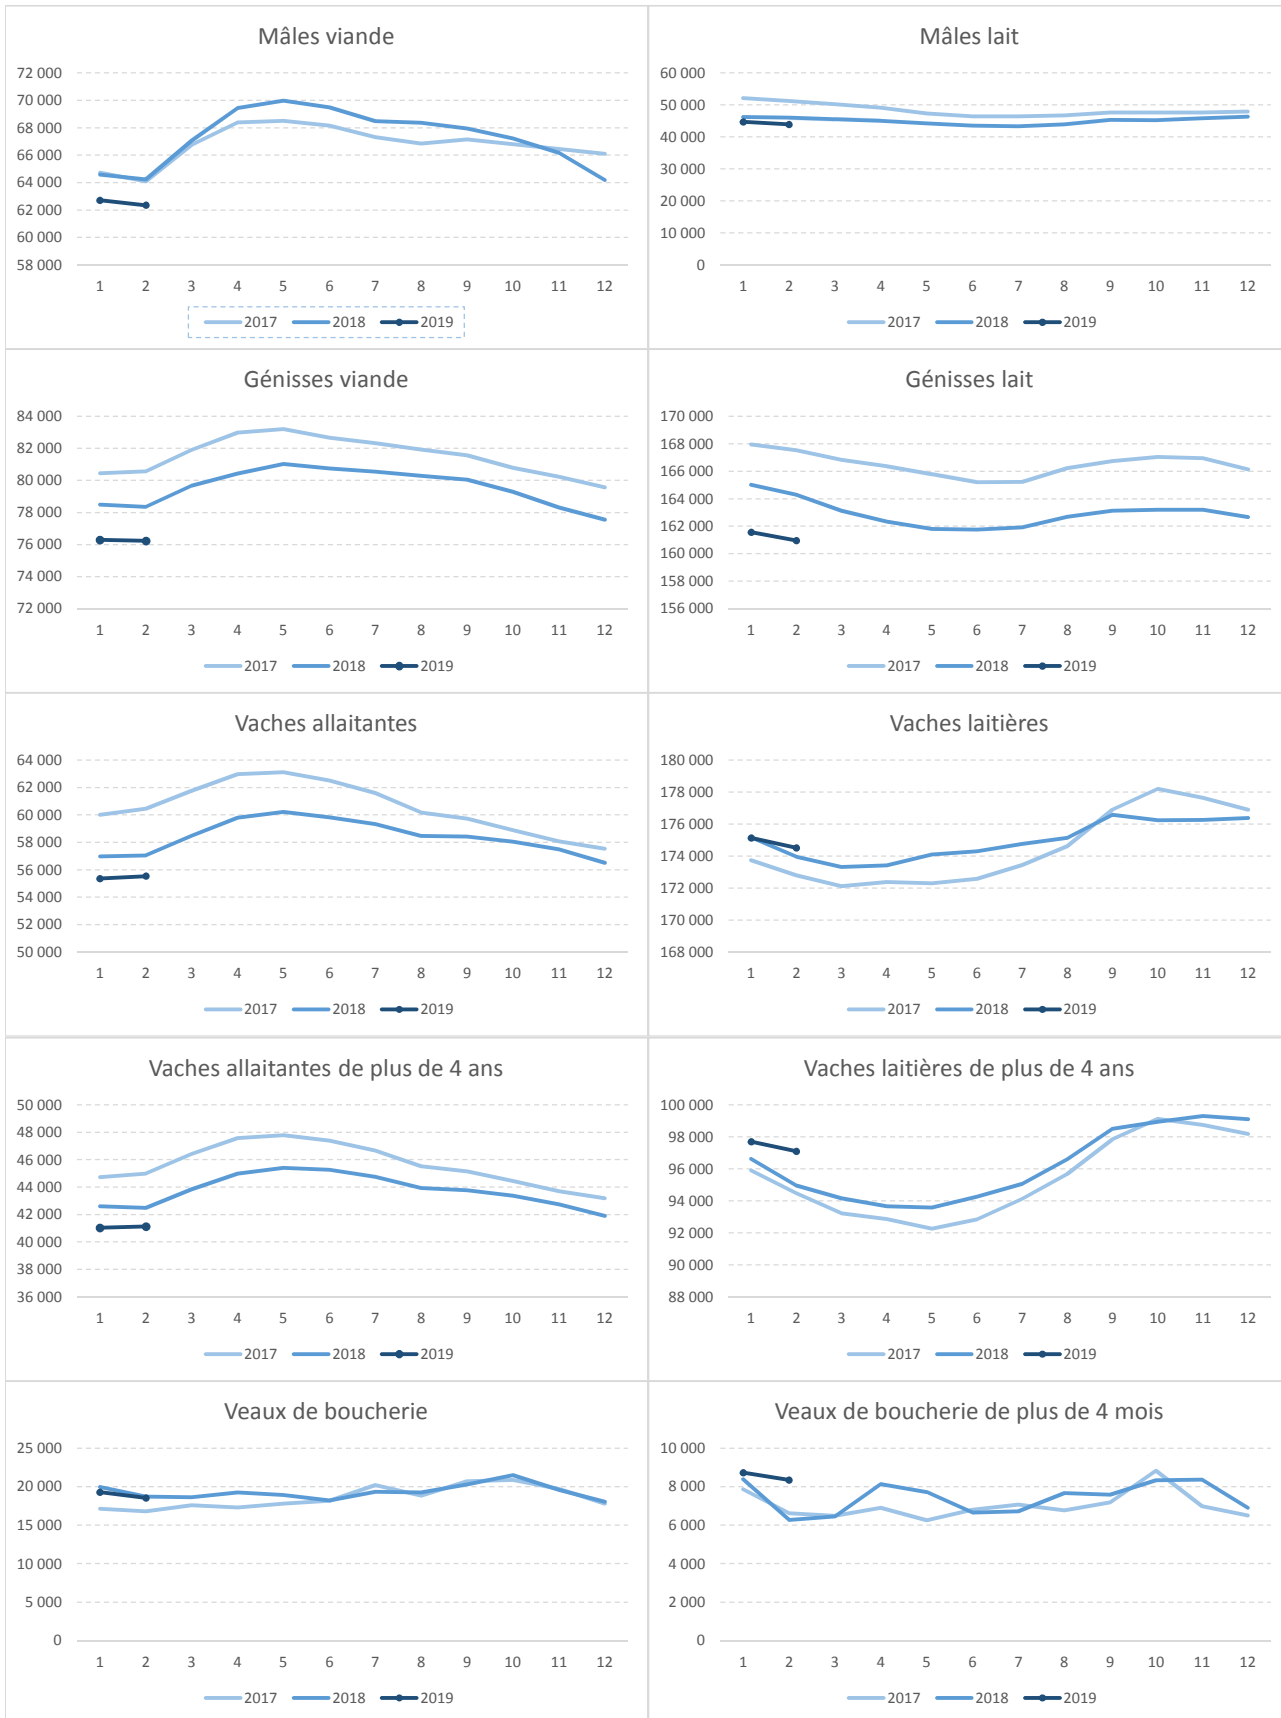 Mâles viande
72 000
70 000
68 000
66 000
64 000
62 000
60 000
58 000
1 2 3 4 5 6 7 8 9 10 11 12
2017 2018 2019
Mâles lait
60 000
50 000
40 000
30 000
20 000
10 000
0
1 2 3 4 5 6 7 8 9 10 11 12
2017 2018 2019
Génisses viande
84 000
82 000
80 000
78 000
76 000
74 000
72 000
1 2 3 4 5 6 7 8 9 10 11 12
2017 2018 2019
Génisses lait
170 000
168 000
166 000
164 000
162 000
160 000
158 000
156 000
1 2 3 4 5 6 7 8 9 10 11 12
2017 2018 2019
Vaches allaitantes
64 000
62 000
60 000
58 000
56 000
54 000
52 000
50 000
1 2 3 4 5 6 7 8 9 10 11 12
2017 2018 2019
Vaches laitières
180 000
178 000
176 000
174 000
172 000
170 000
168 000
1 2 3 4 5 6 7 8 9 10 11 12
2017 2018 2019
Vaches allaitantes de plus de 4 ans
50 000
48 000
46 000
44 000
42 000
40 000
38 000
36 000
1 2 3 4 5 6 7 8 9 10 11 12
2017 2018 2019
Vaches laitières de plus de 4 ans
100 000
98 000
96 000
94 000
92 000
90 000
88 000
1 2 3 4 5 6 7 8 9 10 11 12
2017 2018 2019
Veaux de boucherie
25 000
20 000
15 000
10 000
5 000
0
1 2 3 4 5 6 7 8 9 10 11 12
2017 2018 2019
Veaux de boucherie de plus de 4 mois
10 000
8 000
6 000
4 000
2 000
0
1 2 3 4 5 6 7 8 9 10 11 12
2017 2018 2019